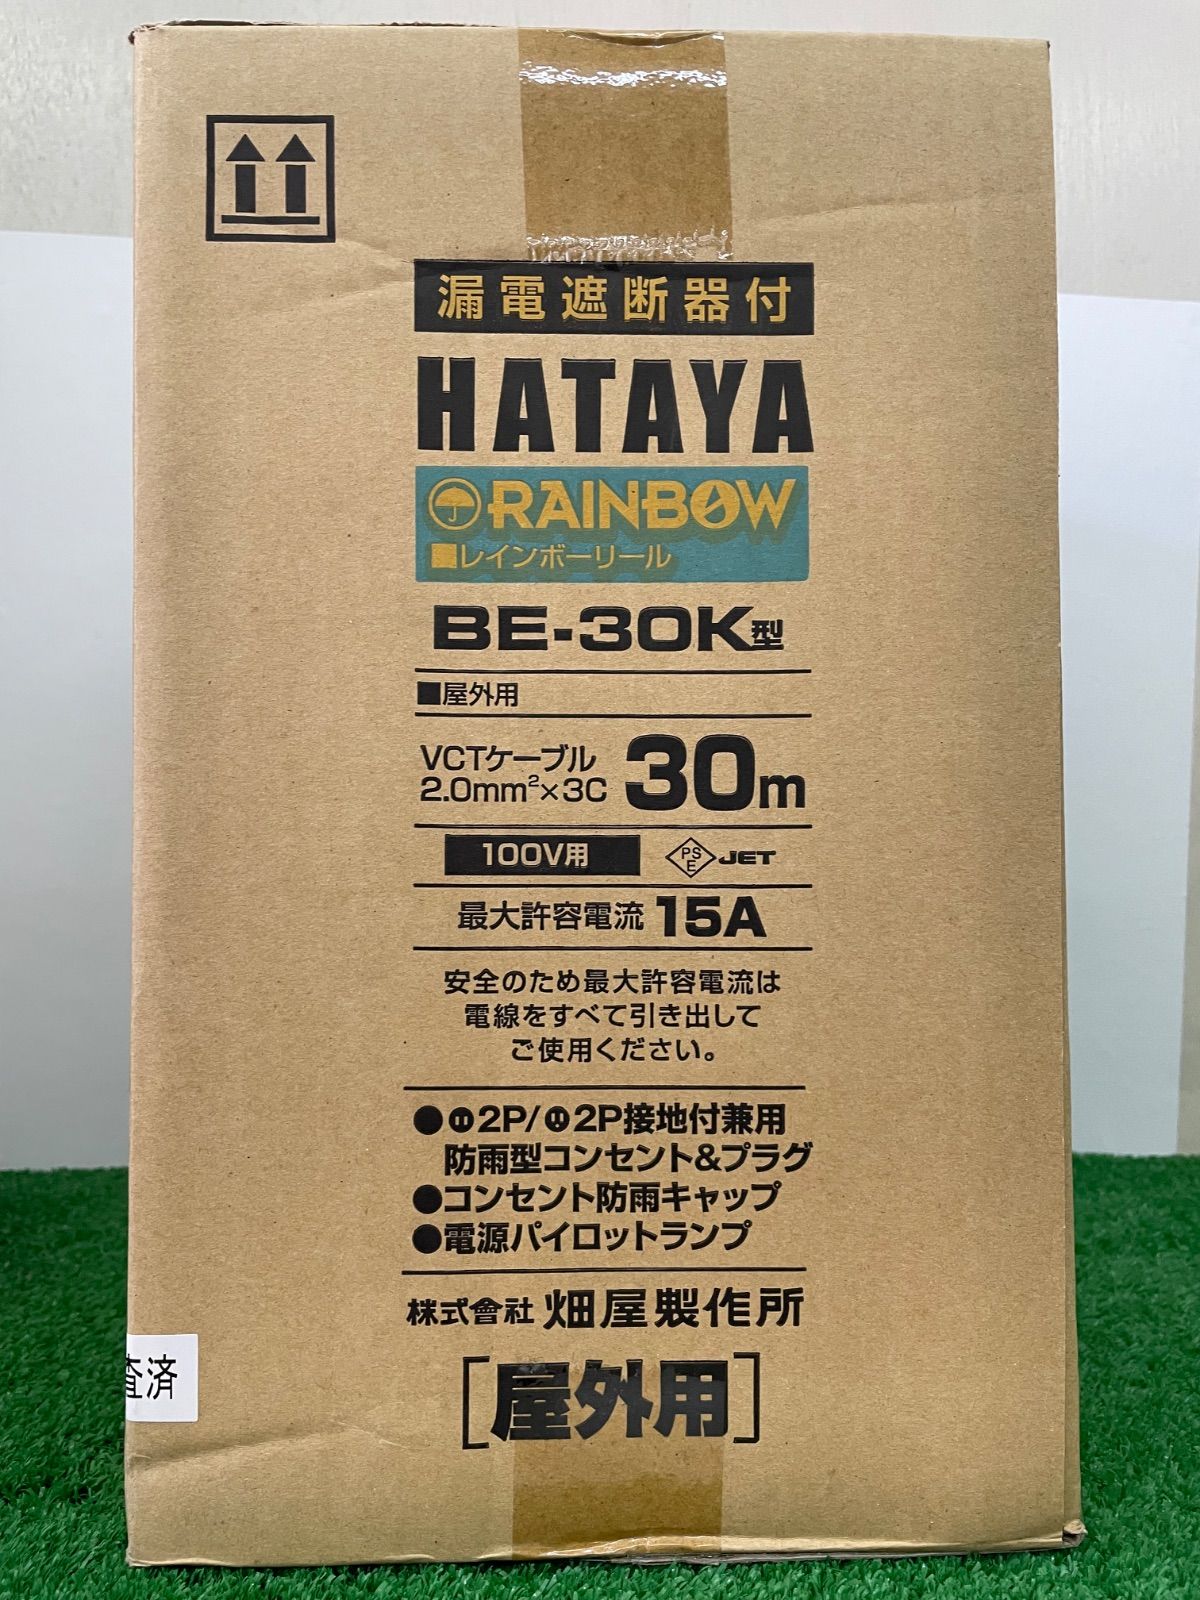 漏電遮断器付
HATAYA
RAINBOW
■レインボーリール
BE-30K型
■屋外用
VCTケーブル
2.0mm²×3C 30m
100V用 PSE JET
最大許容電流 15A
安全のため最大許容電流は
電線をすべて引き出して
ご使用ください。
●2P/2P接地付兼用
防雨型コンセント&プラグ
●コンセント防雨キャップ
●電源パイロットランプ
株式會社 畑屋製作所
[屋外用]
査済